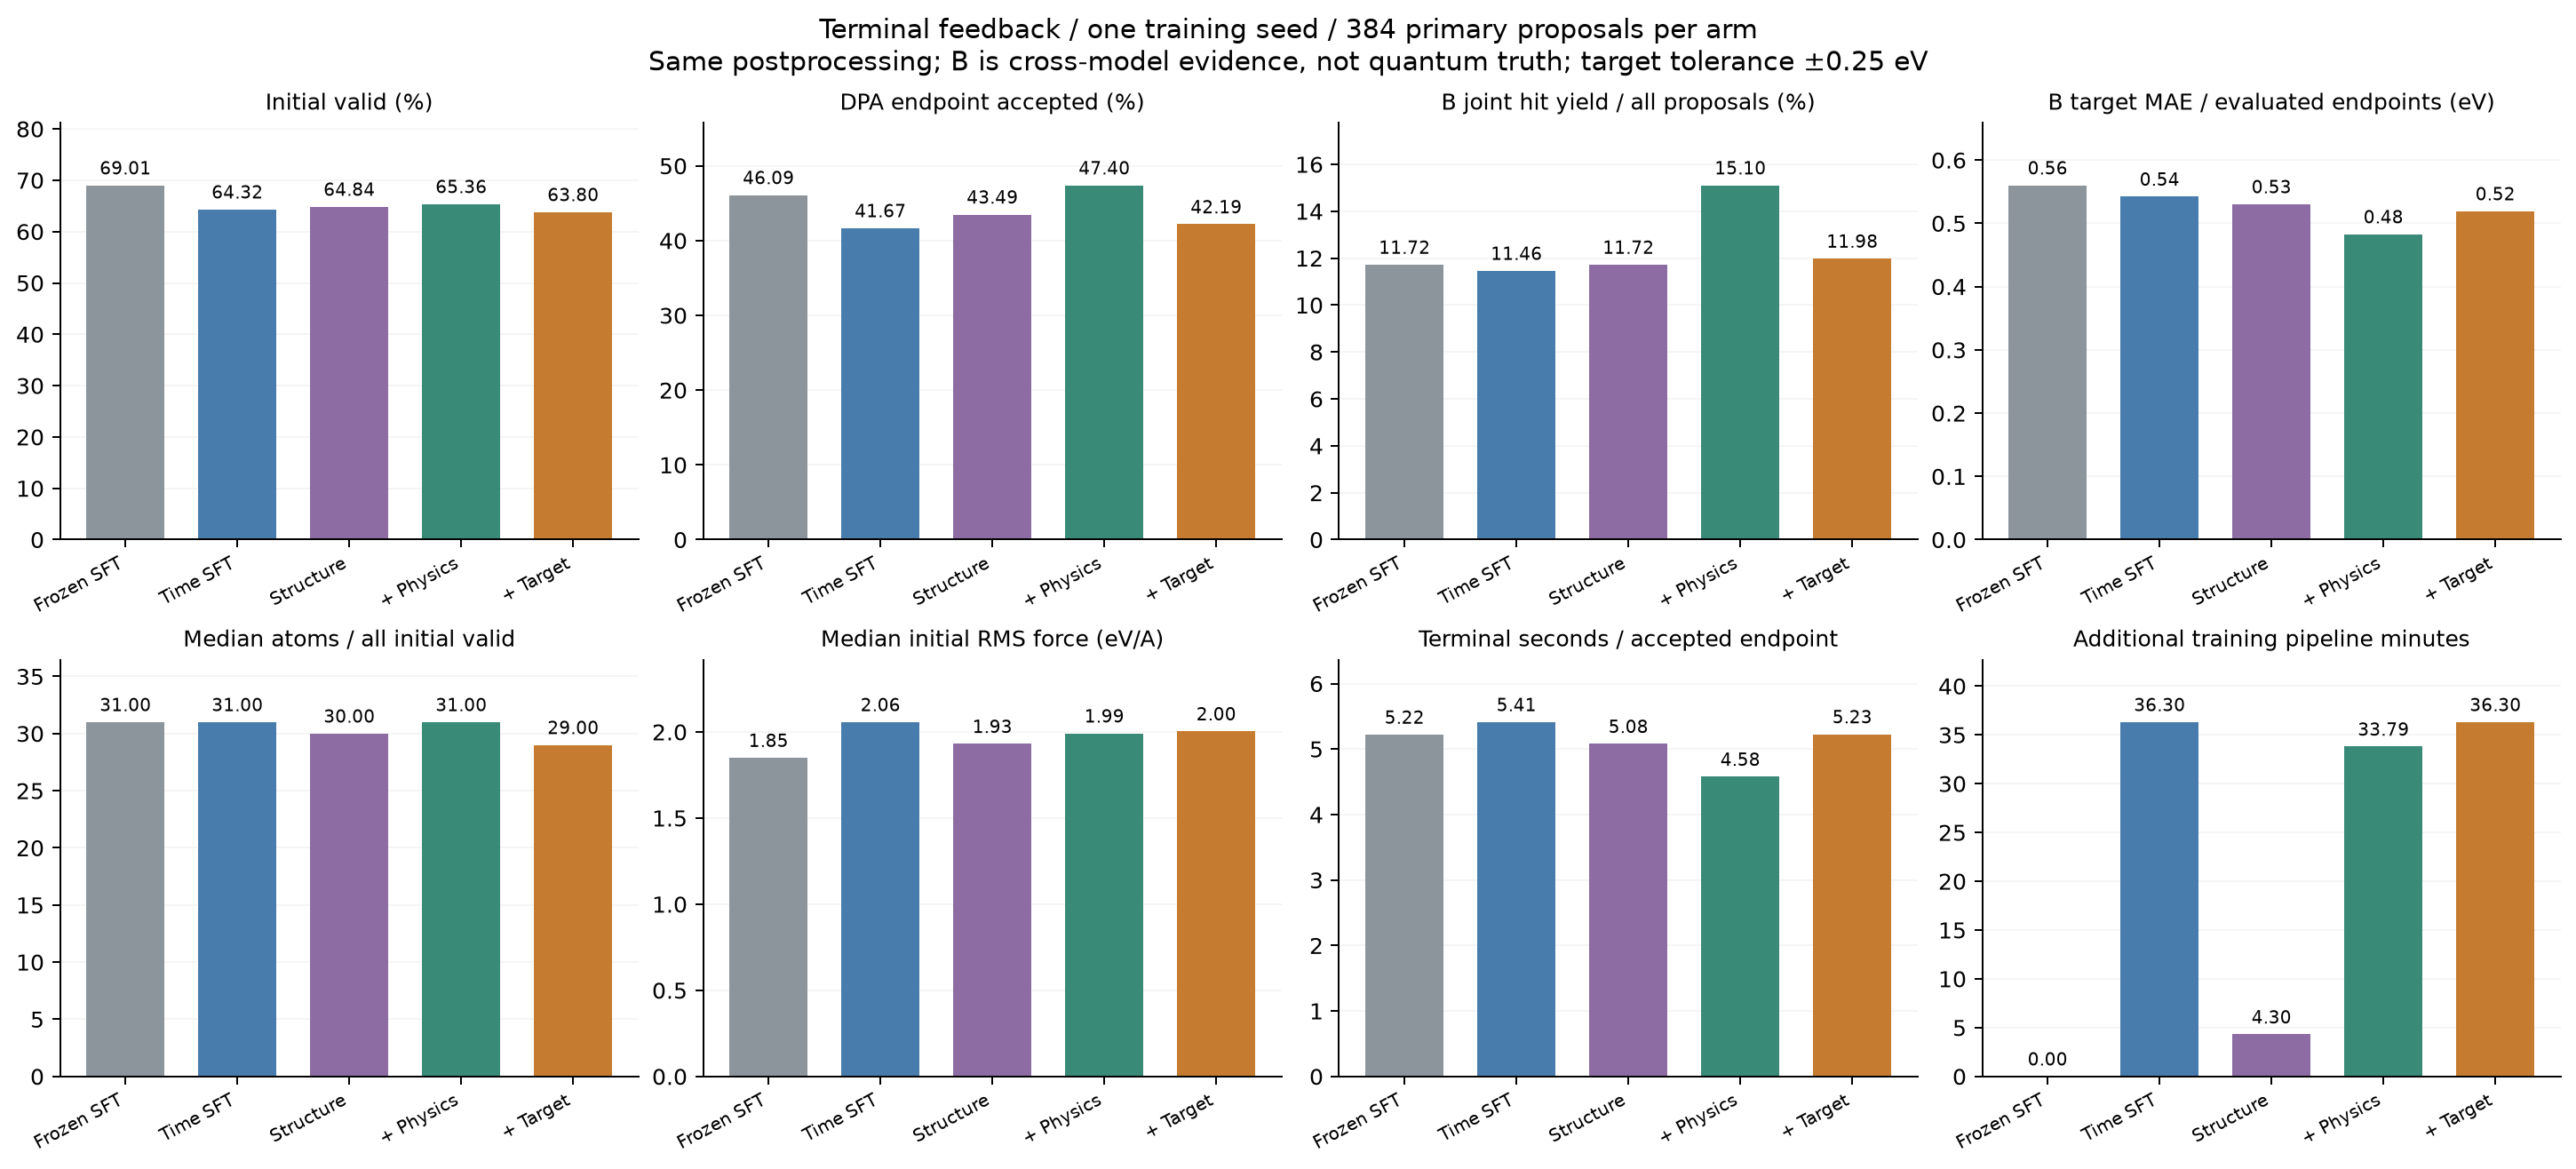 Terminal feedback / one training seed / 384 primary proposals per arm
Same postprocessing; B is cross-model evidence, not quantum truth; target tolerance ±0.25 eV
Initial valid (%)
80
70
60
50
40
30
20
10
0
69.01
64.32
64.84
65.36
63.80
Frozen SFT
Time SFT
Structure
+ Physics
+ Target
DPA endpoint accepted (%)
50
40
30
20
10
0
46.09
41.67
43.49
47.40
42.19
Frozen SFT
Time SFT
Structure
+ Physics
+ Target
B joint hit yield / all proposals (%)
16
14
12
10
8
6
4
2
0
11.72
11.46
11.72
15.10
11.98
Frozen SFT
Time SFT
Structure
+ Physics
+ Target
B target MAE / evaluated endpoints (eV)
0.6
0.5
0.4
0.3
0.2
0.1
0.0
0.56
0.54
0.53
0.48
0.52
Frozen SFT
Time SFT
Structure
+ Physics
+ Target
Median atoms / all initial valid
35
30
25
20
15
10
5
0
31.00
31.00
30.00
31.00
29.00
Frozen SFT
Time SFT
Structure
+ Physics
+ Target
Median initial RMS force (eV/A)
2.0
1.5
1.0
0.5
0.0
1.85
2.06
1.93
1.99
2.00
Frozen SFT
Time SFT
Structure
+ Physics
+ Target
Terminal seconds / accepted endpoint
6
5
4
3
2
1
0
5.22
5.41
5.08
4.58
5.23
Frozen SFT
Time SFT
Structure
+ Physics
+ Target
Additional training pipeline minutes
40
35
30
25
20
15
10
5
0
0.00
36.30
4.30
33.79
36.30
Frozen SFT
Time SFT
Structure
+ Physics
+ Target